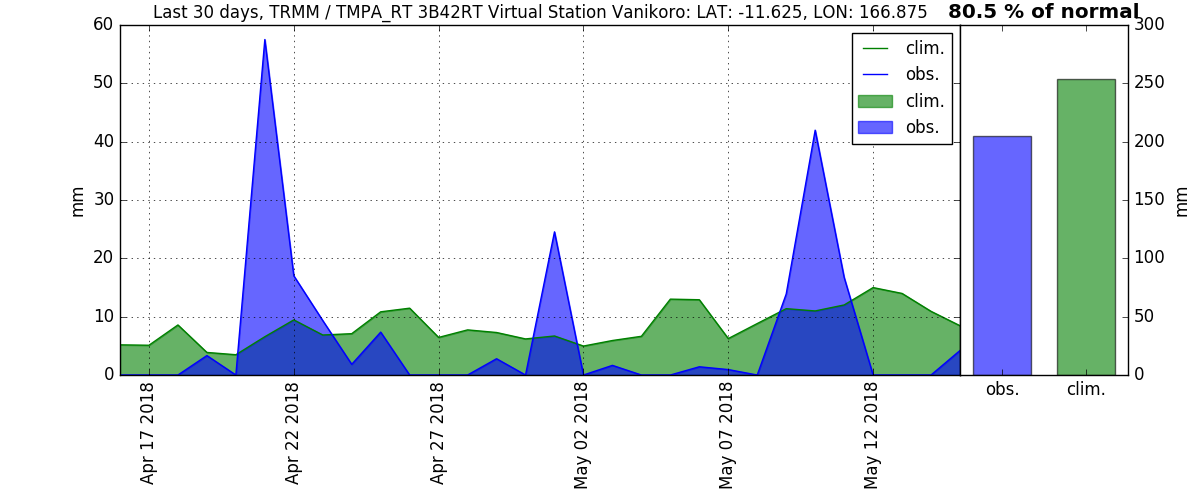 Last 30 days, TRMM / TMPA_RT 3B42RT Virtual Station Vanikoro: LAT: -11.625, LON: 166.875
80.5 % of normal
60
50
40
30
20
10
0
mm
clim.
obs.
clim.
obs.
Apr 17 2018
Apr 22 2018
Apr 27 2018
May 02 2018
May 07 2018
May 12 2018
300
250
200
150
100
50
0
mm
obs.
clim.